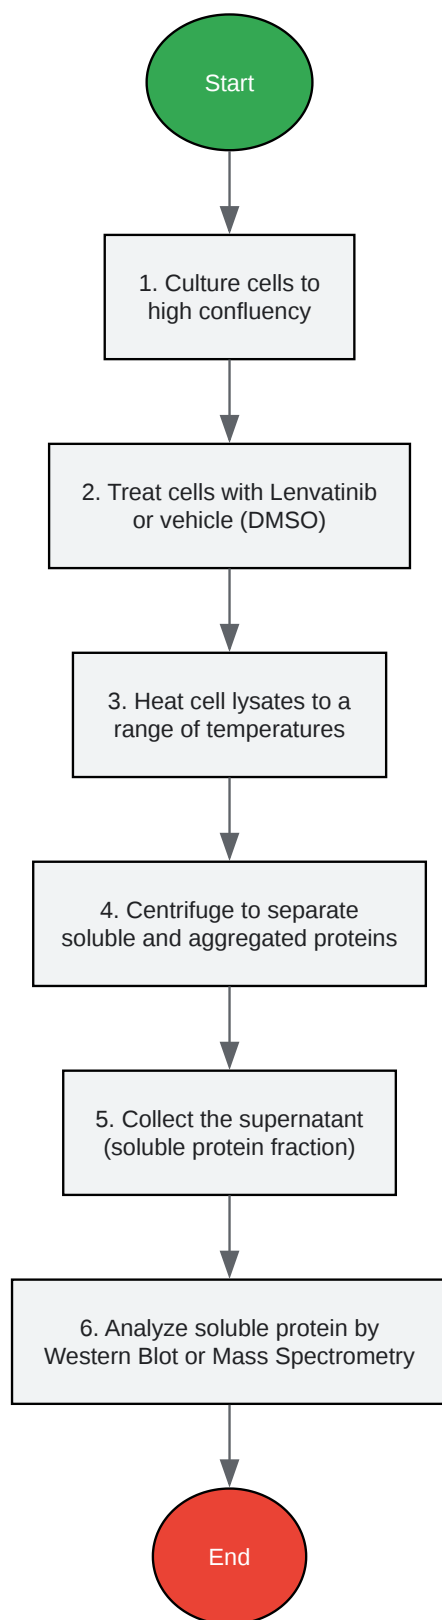 Start
1. Culture cells to
high confluency
2. Treat cells with Lenvatinib
or vehicle (DMSO)
3. Heat cell lysates to a
range of temperatures
4. Centrifuge to separate
soluble and aggregated proteins
5. Collect the supernatant
(soluble protein fraction)
6. Analyze soluble protein by
Western Blot or Mass Spectrometry
End